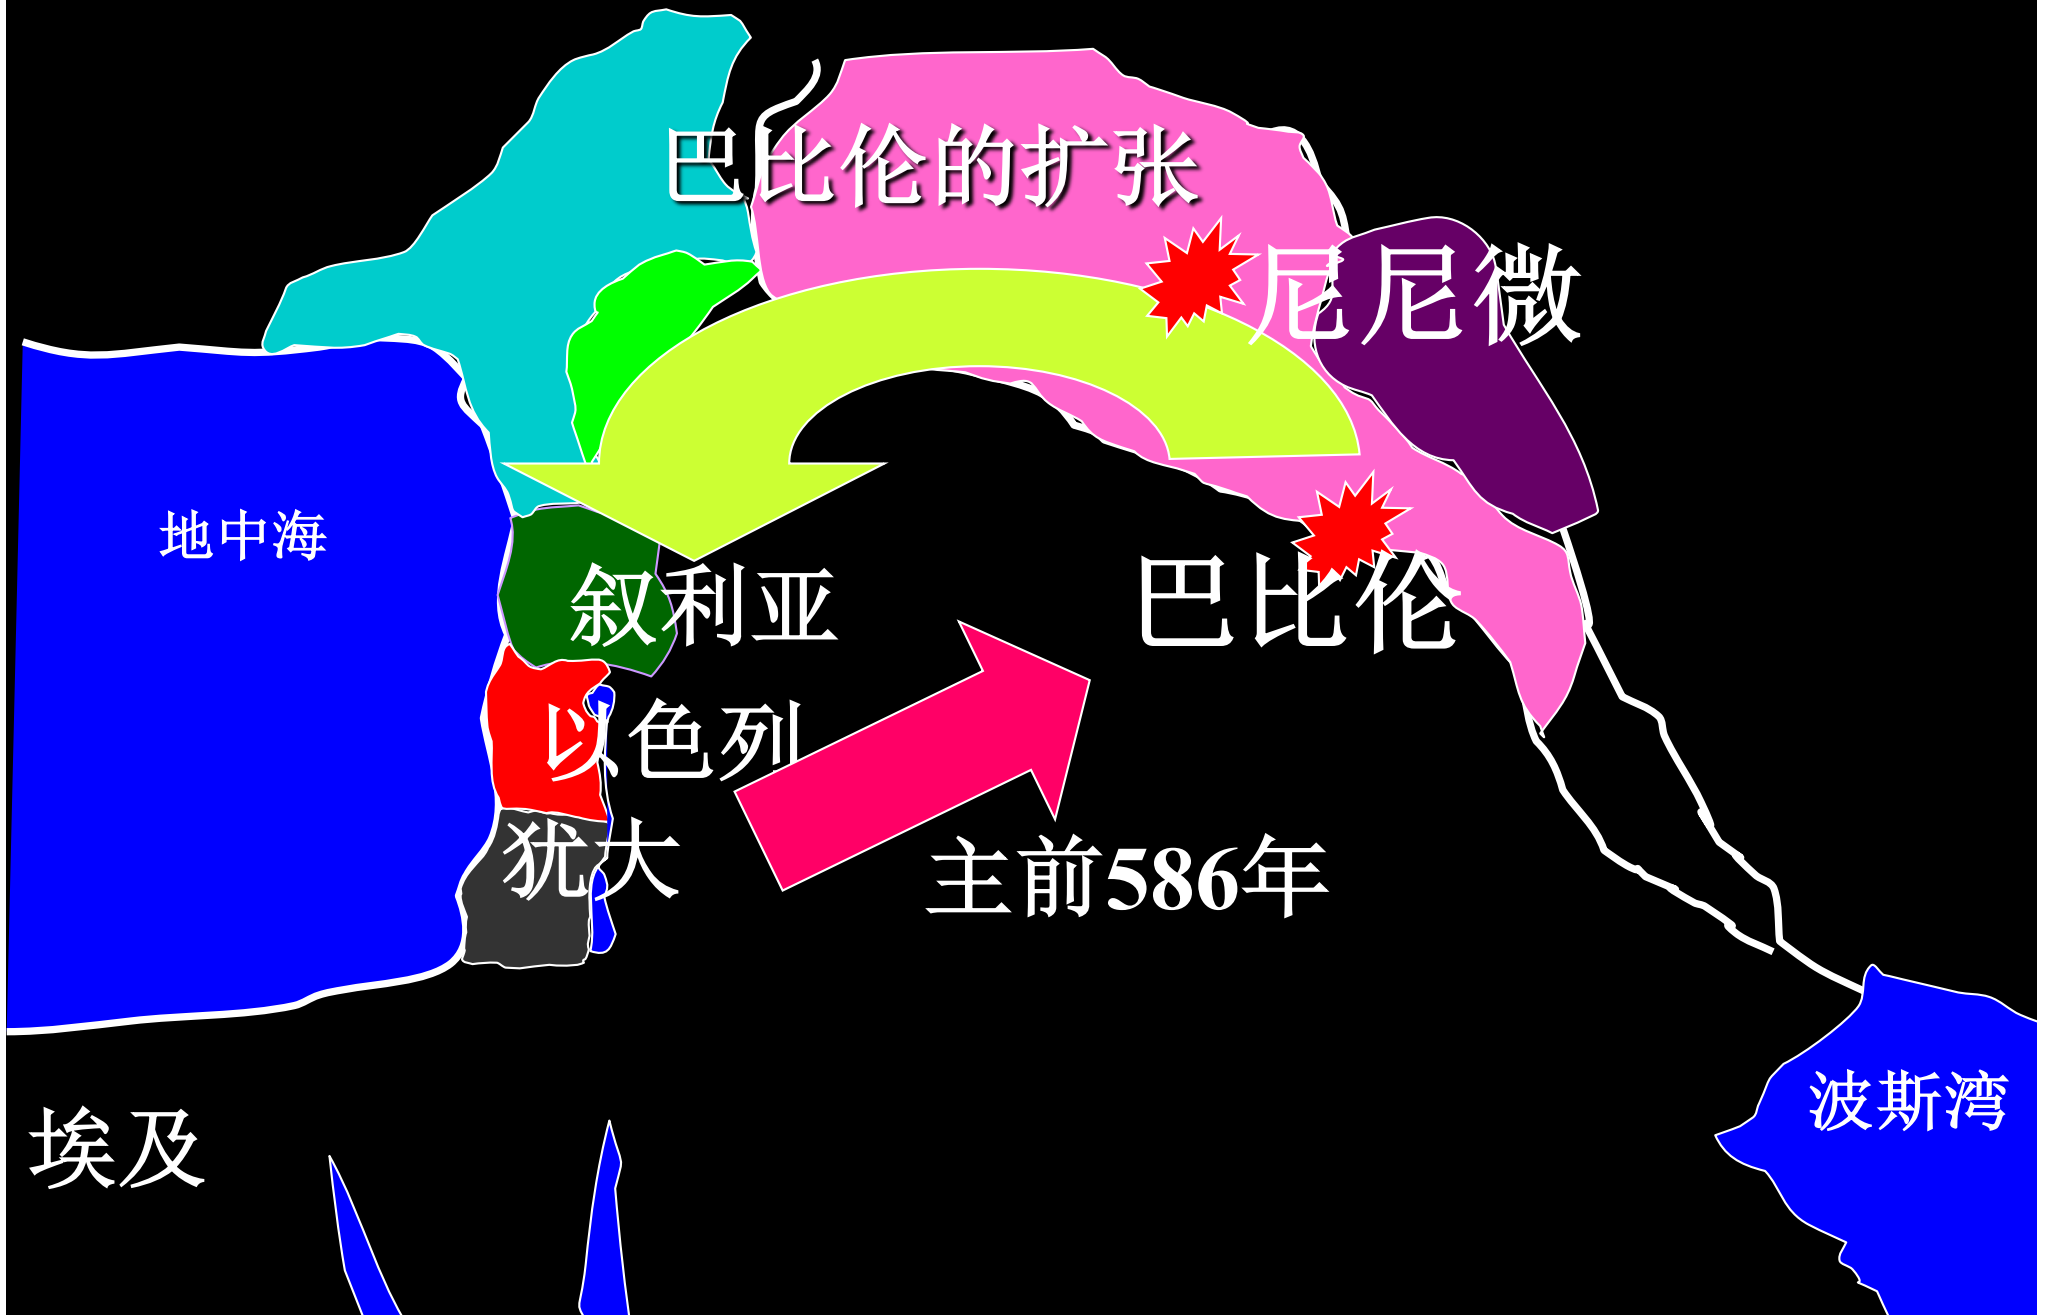 巴比伦的扩张
尼尼微
地中海
叙利亚
巴比伦
以色列
犹大
主前586年
埃及
波斯湾